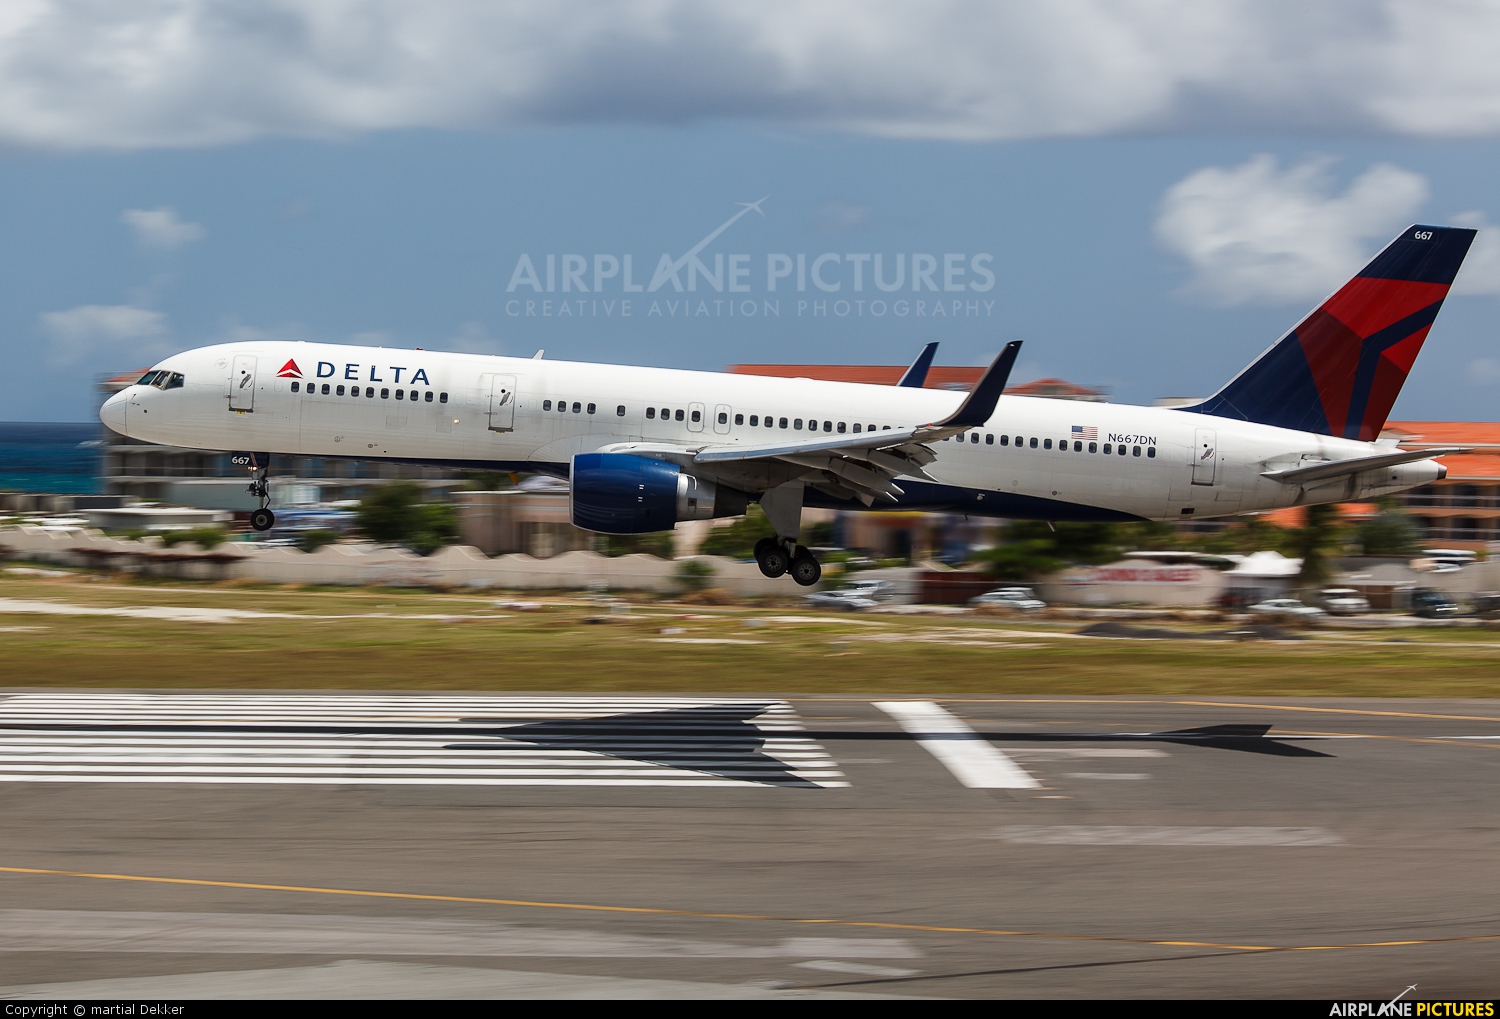 667
AIRPLANE PICTURES
CREATIVE AVIATION PHOTOGRAPHY
DELTA
N667DN
667
Copyright © martial Dekker
AIRPLANE PICTURES